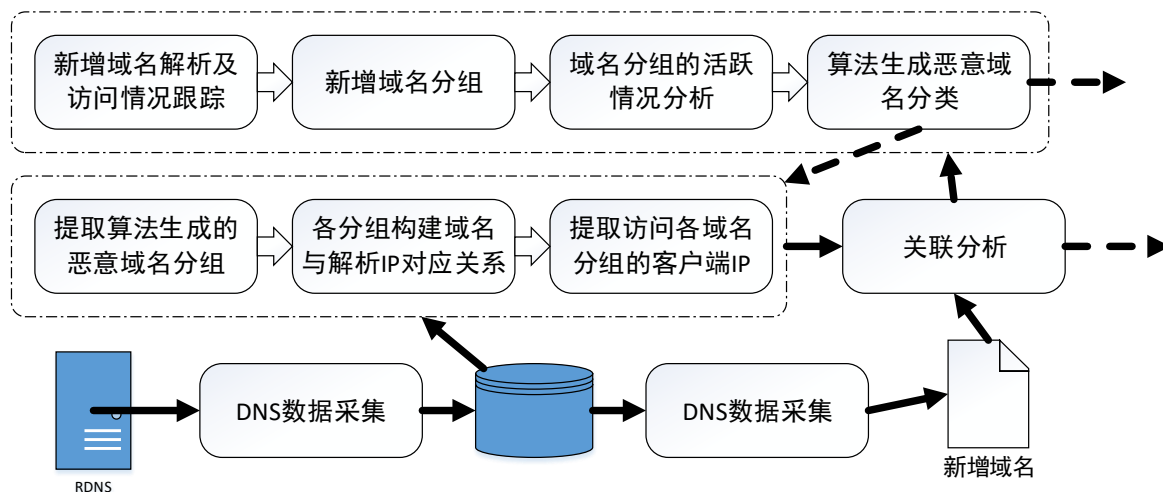 新增域名解析及
访问情况跟踪
新增域名分组
域名分组的活跃
情况分析
算法生成恶意域
名分类
提取算法生成的
恶意域名分组
各分组构建域名
与解析IP对应关系
提取访问各域名
分组的客户端IP
关联分析
DNS数据采集
DNS数据采集
新增域名
RDNS